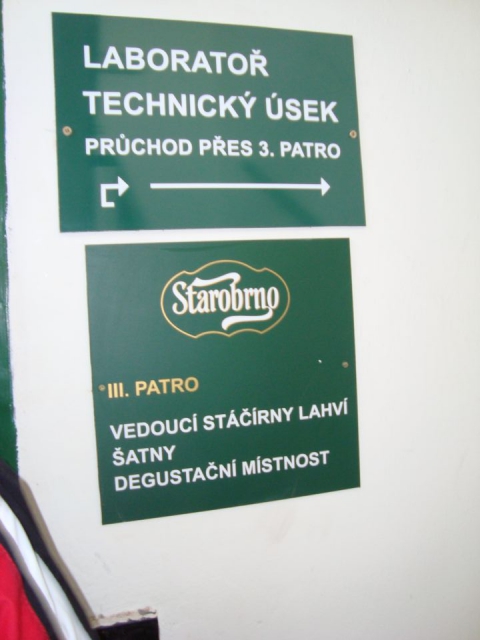 LABORATOŘ
TECHNICKÝ ÚSEK
PRŮCHOD PŘES 3. PATRO
Starobrno
III. PATRO
VEDOUCÍ STÁČÍRNY LAHVÍ
ŠATNY
DEGUSTAČNÍ MÍSTNOST